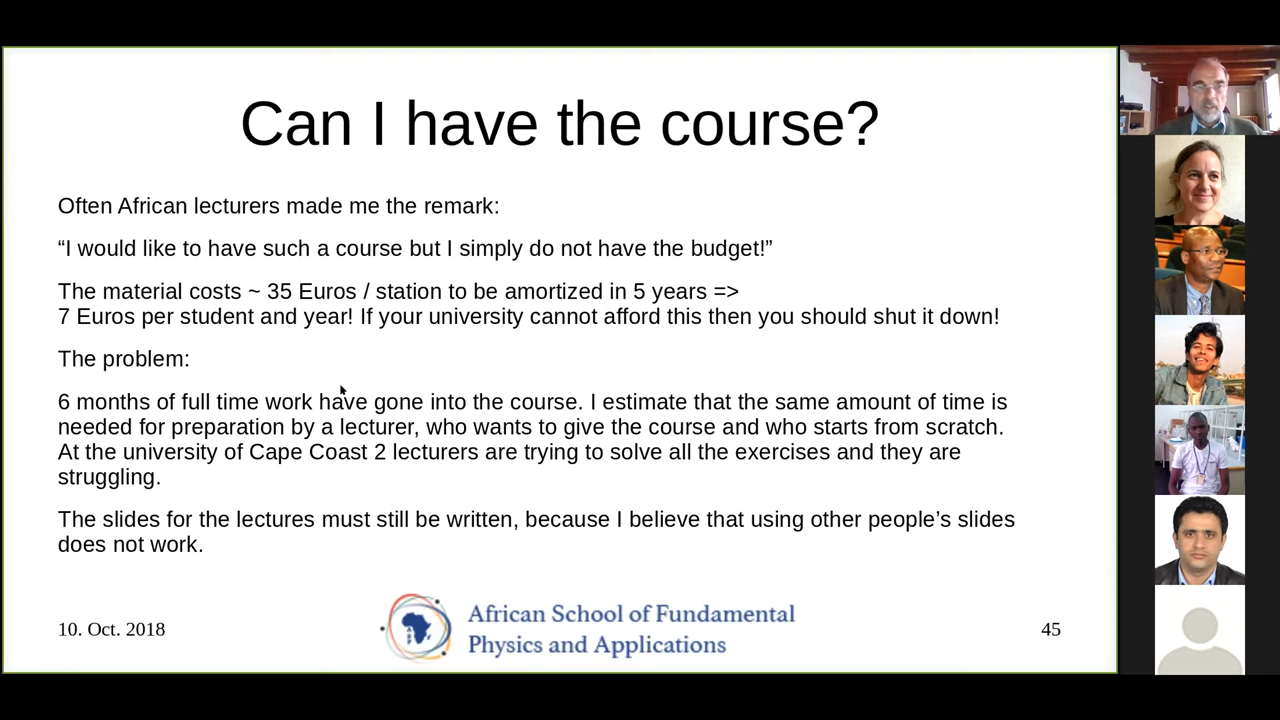 Can I have the course?
Often African lecturers made me the remark:
“I would like to have such a course but I simply do not have the budget!”
The material costs ~ 35 Euros / station to be amortized in 5 years =>
7 Euros per student and year! If your university cannot afford this then you should shut it down!
The problem:
6 months of full time work have gone into the course. I estimate that the same amount of time is
needed for preparation by a lecturer, who wants to give the course and who starts from scratch.
At the university of Cape Coast 2 lecturers are trying to solve all the exercises and they are
struggling.
The slides for the lectures must still be written, because I believe that using other people’s slides
does not work.
10. Oct. 2018
African School of Fundamental
Physics and Applications
45